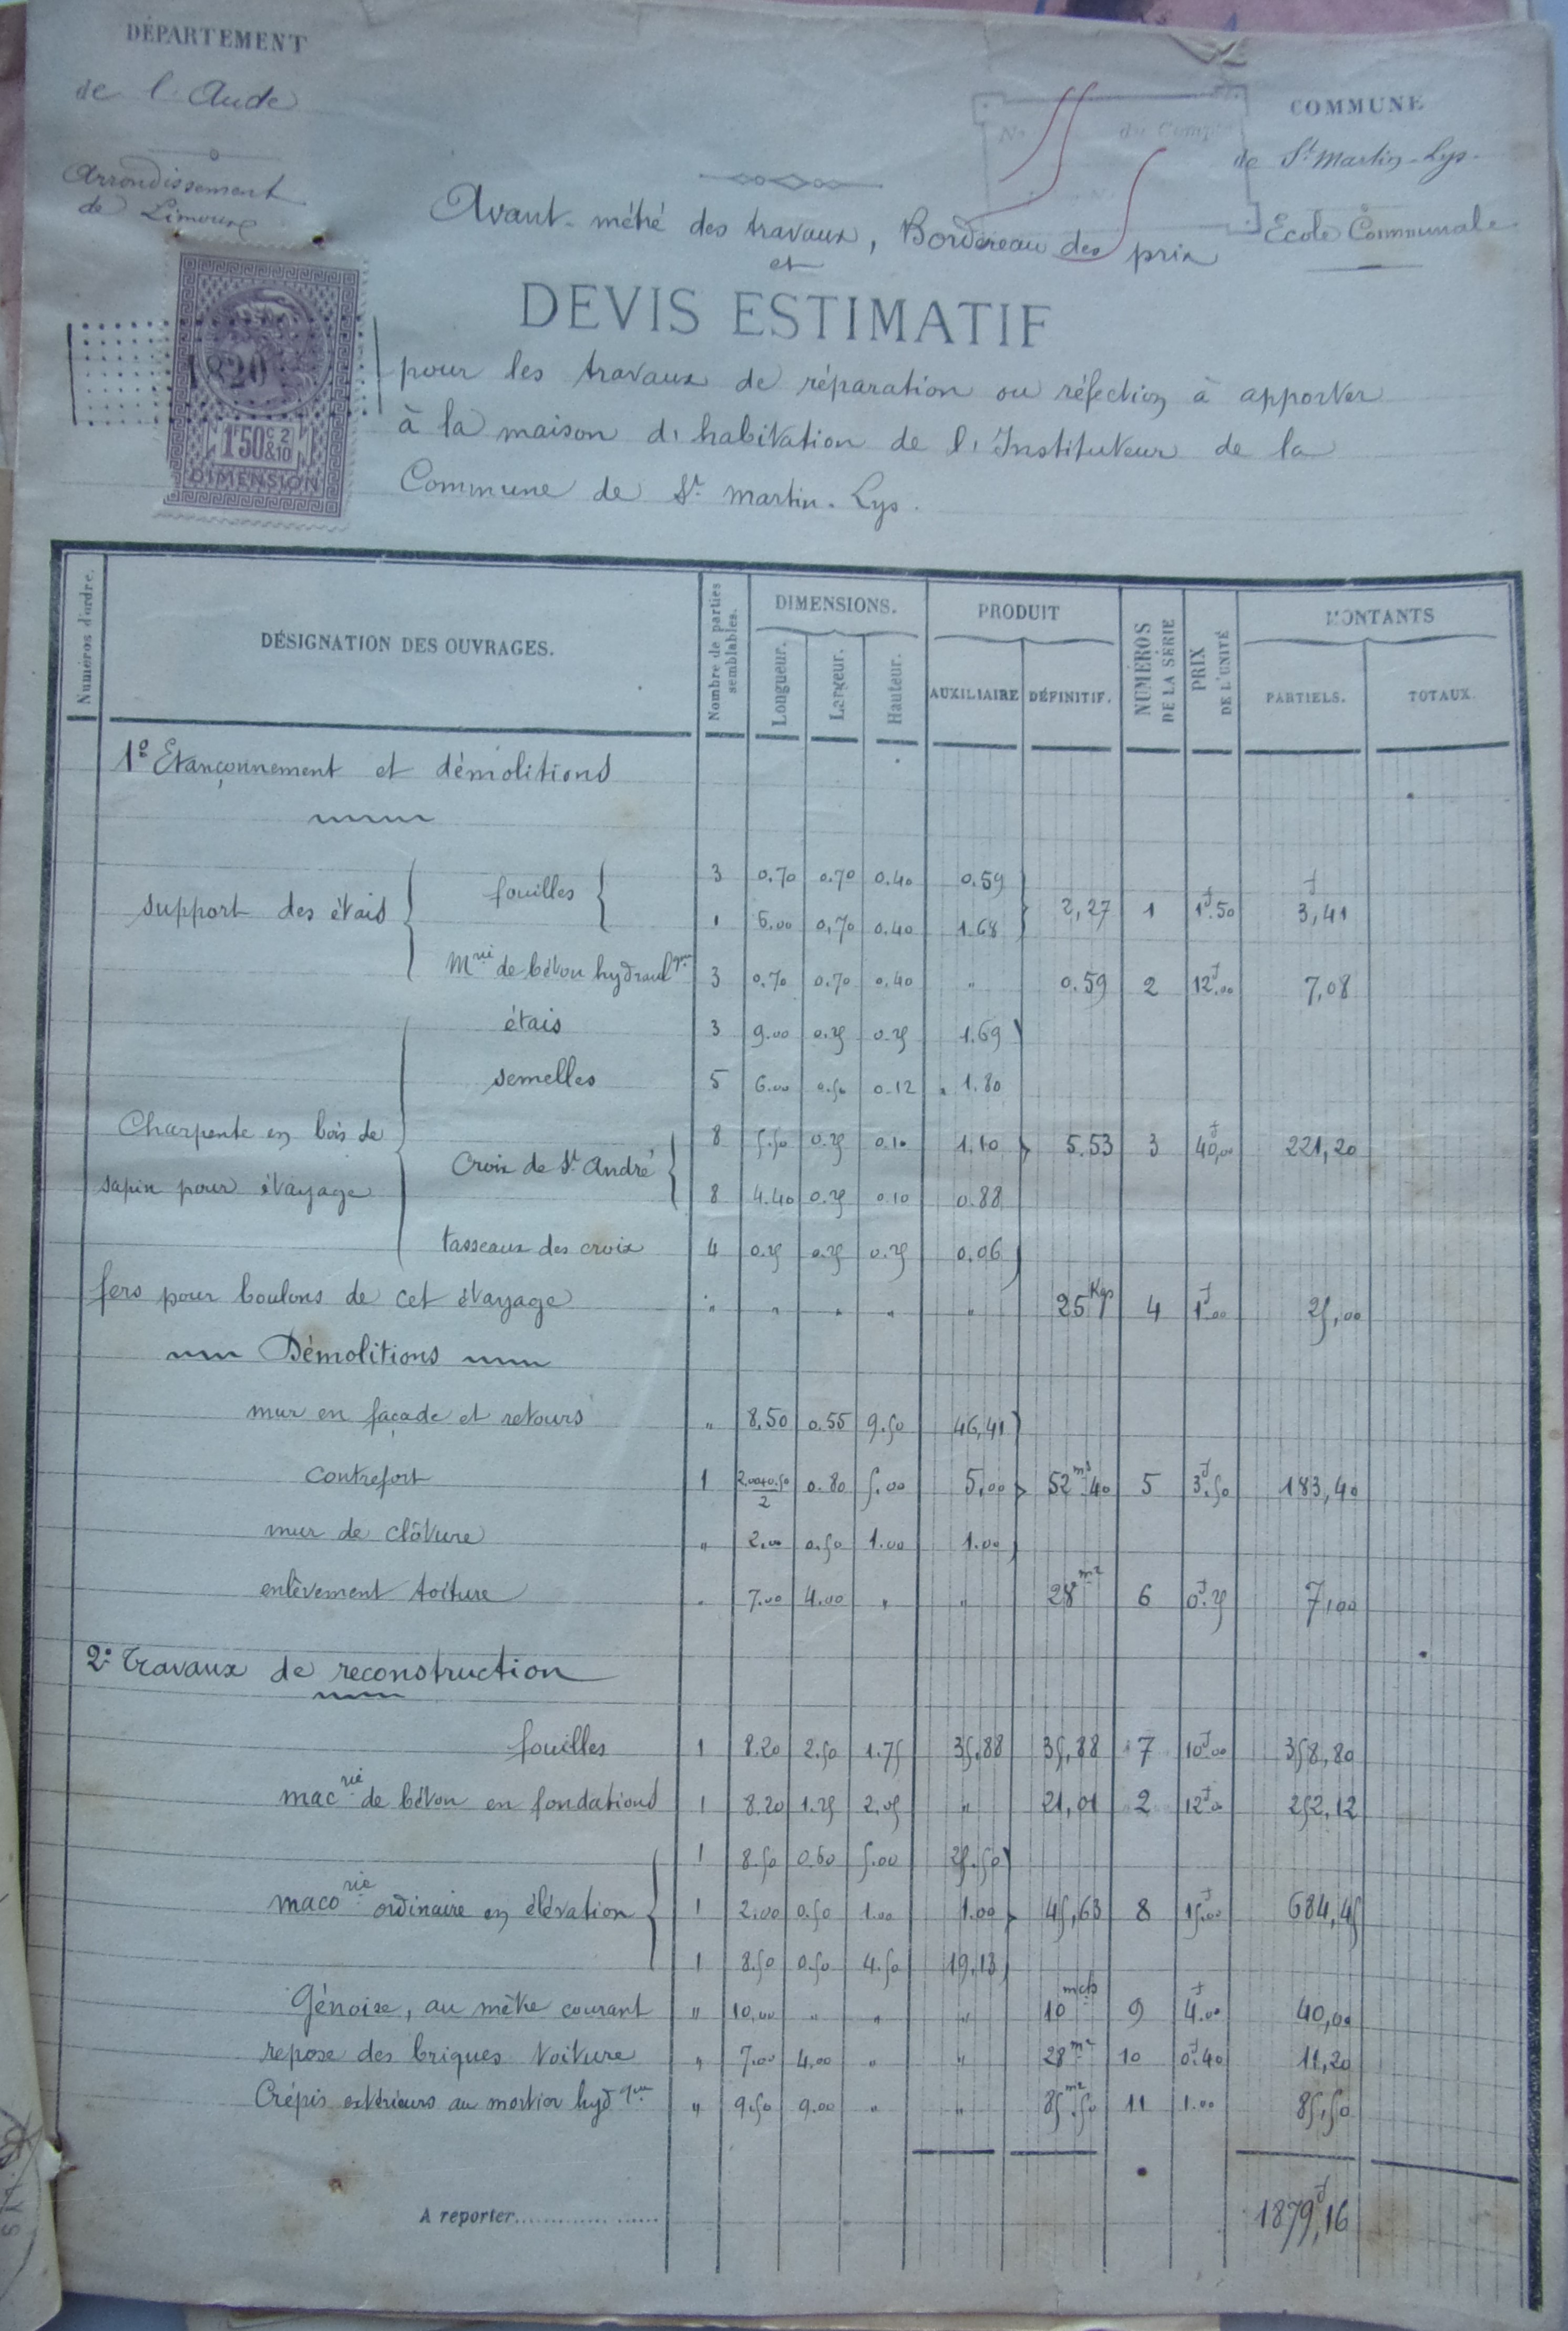 DÉPARTEMENT
de l'Aude
Arrondissement
de Limoux
COMMUNE
de St Martin-Lys
Ecole Communale
No du Comp
Avant-métré des travaux, Bordereau des prix
et
DEVIS ESTIMATIF
pour les travaux de réparation ou réfection à apporter
à la maison d'habitation de l'Instituteur de la
Commune de St Martin-Lys.
1820
1F50c 2 &10
DIMENSION
Numéros d'ordre. DÉSIGNATION DES OUVRAGES. Nombre de parties semblables. DIMENSIONS. Longueur. Largeur. Hauteur. PRODUIT AUXILIAIRE DÉFINITIF. NUMÉROS DE LA SÉRIE PRIX DE L'UNITÉ MONTANTS PARTIELS. TOTAUX.
1º Etançonnement et démolitions
support des étais fouilles 3 0.70 0.70 0.40 0.59
1 6.00 0,70 0.40 1.68 2,27 1 1f.50 f 3,41
Mrie de béton hydraulque 3 0.70 0.70 0.40 " 0.59 2 12f.00 7,08
étais 3 9.00 0.25 0.25 1.69
semelles 5 6.00 0.50 0.12 1.80
Charpente en bois de sapin pour étayage Croix de St André 8 5.50 0.25 0.10 1.10 5.53 3 40f,00 221,20
8 4.40 0.25 0.10 0.88
tasseaux des croix 4 0.25 0.25 0.25 0.06
fers pour boulons de cet étayage " " " " " 25Kgs 4 1f.00 25,00
Démolitions
mur en façade et retours " 8,50 0.55 9.50 46,41
Contrefort 1 2.00+0.50/2 0.80 5.00 5,00 52m3.40 5 3f.50 183,40
mur de clôture " 2.00 0.50 1.00 1.00
enlèvement toiture " 7.00 4.00 " " 28m2 6 0f.25 7,00
2º Travaux de reconstruction
fouilles 1 8.20 2.50 1.75 35,88 35,88 7 10f.00 358,80
macrie de béton en fondations 1 8.20 1.25 2.05 " 21,01 2 12f.0 252,12
1 8.50 0.60 5.00 25.50
macorie ordinaire en élévation 1 2.00 0.50 1.00 1.00 45,63 8 15f.00 684,45
1 8.50 0.50 4.50 19,13
Génoise, au mètre courant " 10,00 " " " 10mets 9 4f.00 40,00
repose des briques toiture " 7.00 4.00 " " 28m2 10 0f.40 11,20
Crépis extérieurs au mortier hydque " 9.50 9.00 " " 85m2.50 11 1.00 85,50
A reporter................... 1879f,16